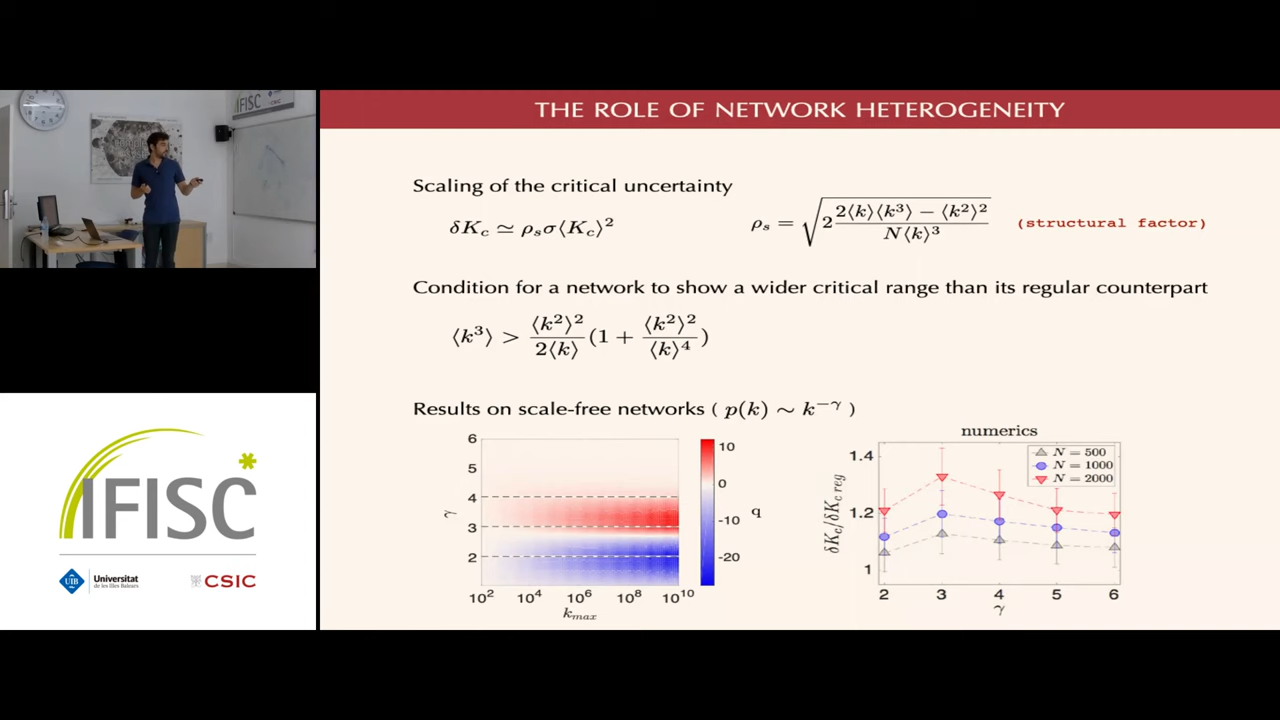 THE ROLE OF NETWORK HETEROGENEITY
IFISC
Scaling of the critical uncertainty
δK_c ≃ ρ_s σ⟨K_c⟩²
ρ_s = √(2 (2⟨k⟩⟨k³⟩ − ⟨k²⟩²) / (N⟨k⟩³))
(structural factor)
Condition for a network to show a wider critical range than its regular counterpart
⟨k³⟩ > ⟨k²⟩² / 2⟨k⟩ (1 + ⟨k²⟩² / ⟨k⟩⁴)
Results on scale-free networks ( p(k) ∼ k^−γ )
6
5
4
3
2
γ
10²
10⁴
10⁶
10⁸
10¹⁰
k_max
10
0
-10
-20
q
numerics
N = 500
N = 1000
N = 2000
1.4
1.2
1
δK_c/δK_c reg
2
3
4
5
6
γ
IFISC
UIB
Universitat
de les Illes Balears
CSIC